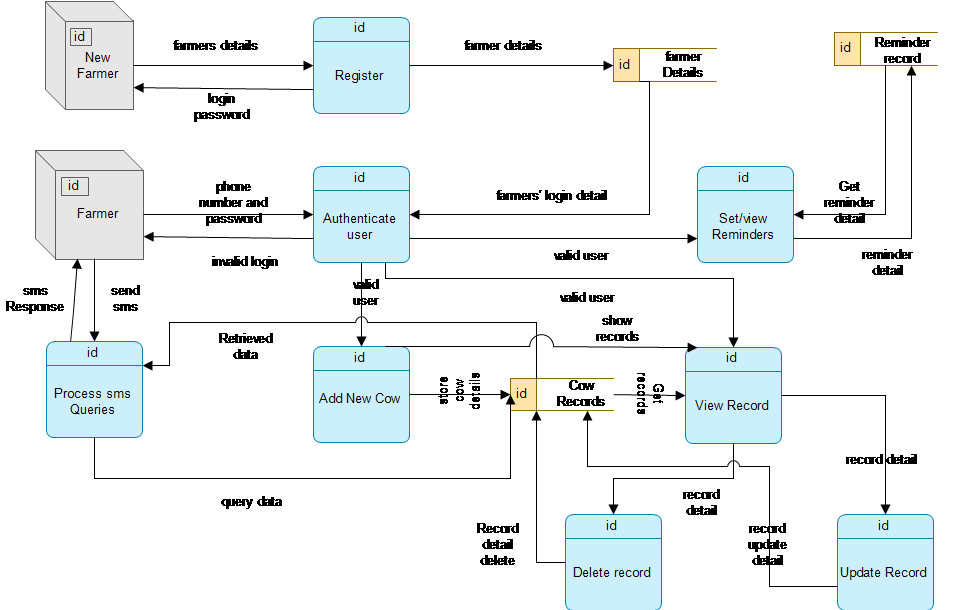 id
New
Farmer
farmers details
login
password
id
Register
farmer details
id
farmer
Details
id
Reminder
record
id
Farmer
phone
number and
password
invalid login
id
Authenticate
user
farmers' login detail
valid user
id
Set/view
Reminders
Get
reminder
detail
reminder
detail
sms
Response
send
sms
valid
user
valid user
Retrieved
data
show
records
id
Process sms
Queries
id
Add New Cow
store
cow
details
id
Cow
Records
Get
records
id
View Record
record detail
query data
record
detail
Record
detail
delete
id
Delete record
record
update
detail
id
Update Record